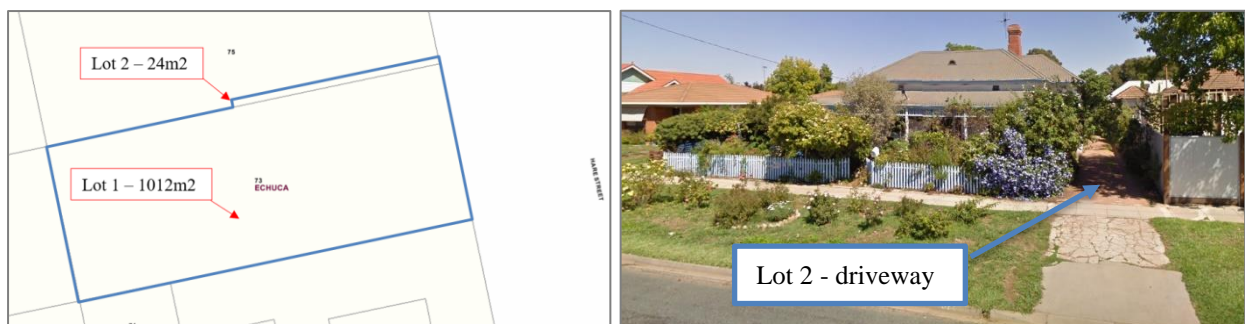 75
Lot 2 – 24m2
Lot 1 – 1012m2
73
ECHUCA
HARE STREET
Lot 2 - driveway